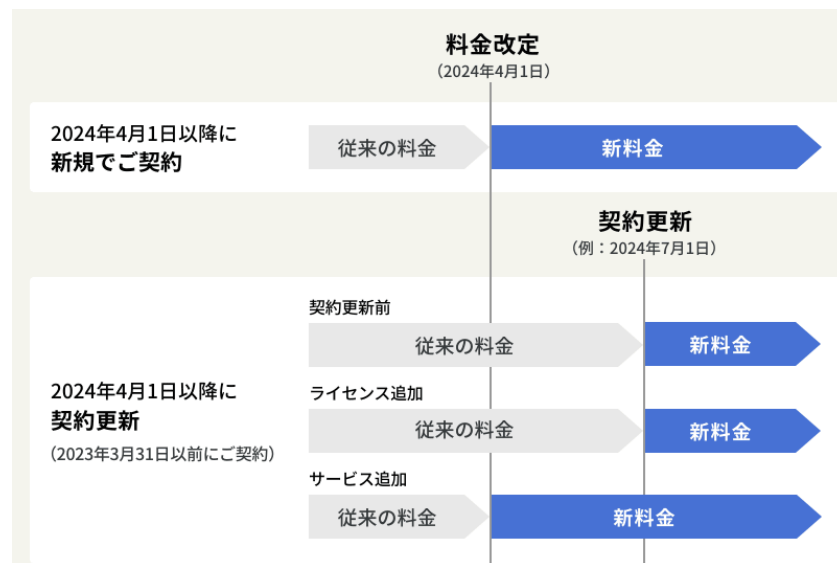 料金改定
（2024年4月1日）
2024年4月1日以降に
新規でご契約
従来の料金
新料金
契約更新
（例：2024年7月1日）
契約更新前
従来の料金
新料金
2024年4月1日以降に
契約更新
（2023年3月31日以前にご契約）
ライセンス追加
従来の料金
新料金
サービス追加
従来の料金
新料金